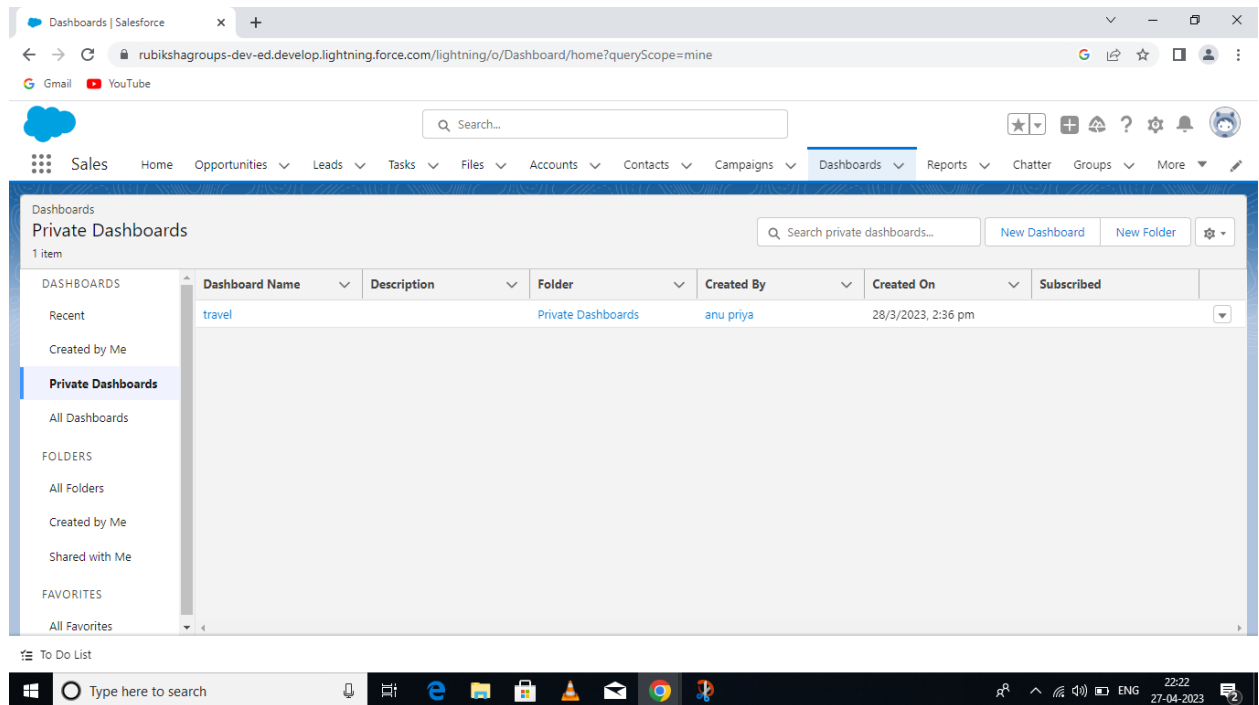 Dashboards | Salesforce
rubikshagroups-dev-ed.develop.lightning.force.com/lightning/o/Dashboard/home?queryScope=mine
Gmail YouTube
Search...
Sales Home Opportunities Leads Tasks Files Accounts Contacts Campaigns Dashboards Reports Chatter Groups More
Dashboards
Private Dashboards
1 item
Search private dashboards...
New Dashboard New Folder
DASHBOARDS
Recent
Created by Me
Private Dashboards
All Dashboards
FOLDERS
All Folders
Created by Me
Shared with Me
FAVORITES
All Favorites
Dashboard Name Description Folder Created By Created On Subscribed
travel Private Dashboards anu priya 28/3/2023, 2:36 pm
To Do List
Type here to search
ENG
22:22
27-04-2023
2